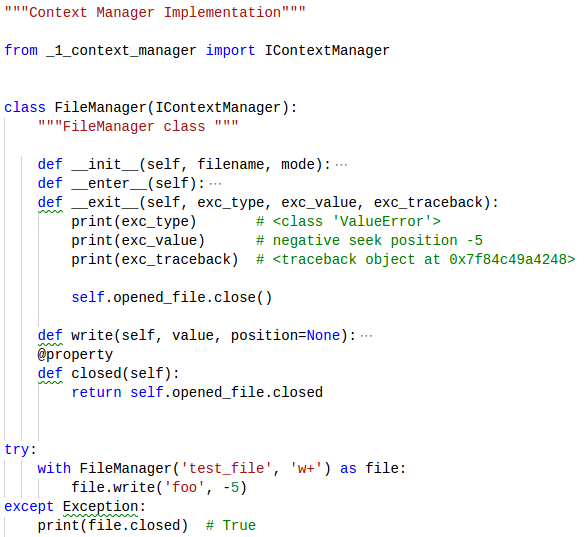 """Context Manager Implementation"""
from _1_context_manager import IContextManager
class FileManager(IContextManager):
    """FileManager class """
    def __init__(self, filename, mode):···
    def __enter__(self):···
    def __exit__(self, exc_type, exc_value, exc_traceback):
        print(exc_type)       # <class 'ValueError'>
        print(exc_value)      # negative seek position -5
        print(exc_traceback)  # <traceback object at 0x7f84c49a4248>
        self.opened_file.close()
    def write(self, value, position=None):···
    @property
    def closed(self):
        return self.opened_file.closed
try:
    with FileManager('test_file', 'w+') as file:
        file.write('foo', -5)
except Exception:
    print(file.closed)  # True